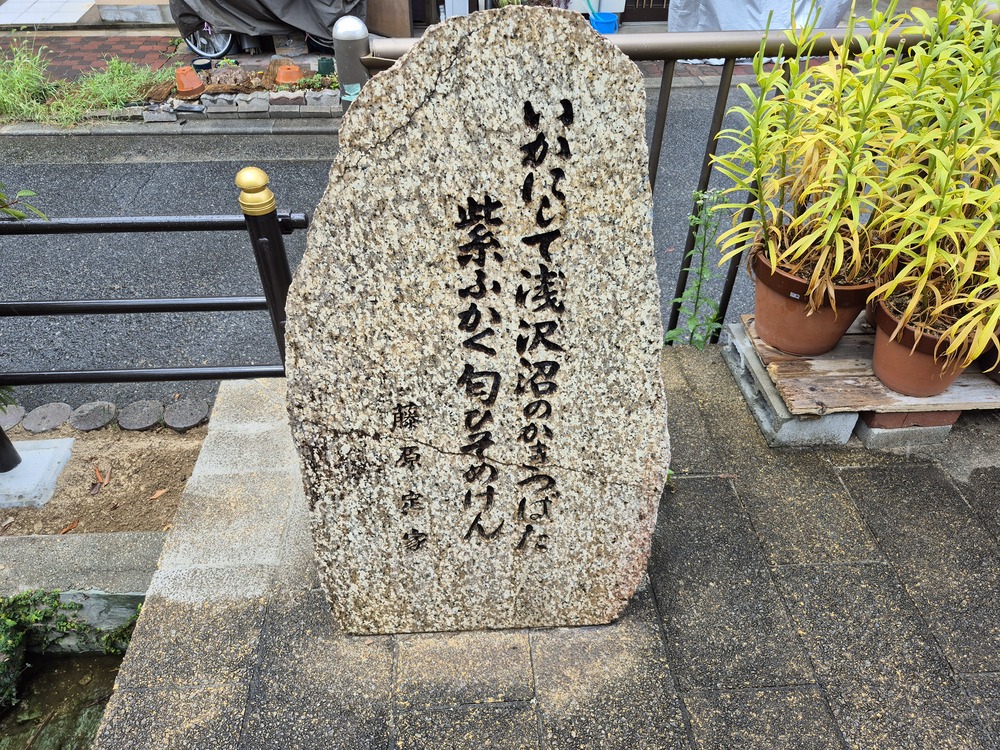 いかにして浅沢沼のかきつばた
紫ふかく匂ひそめけん
藤原定家